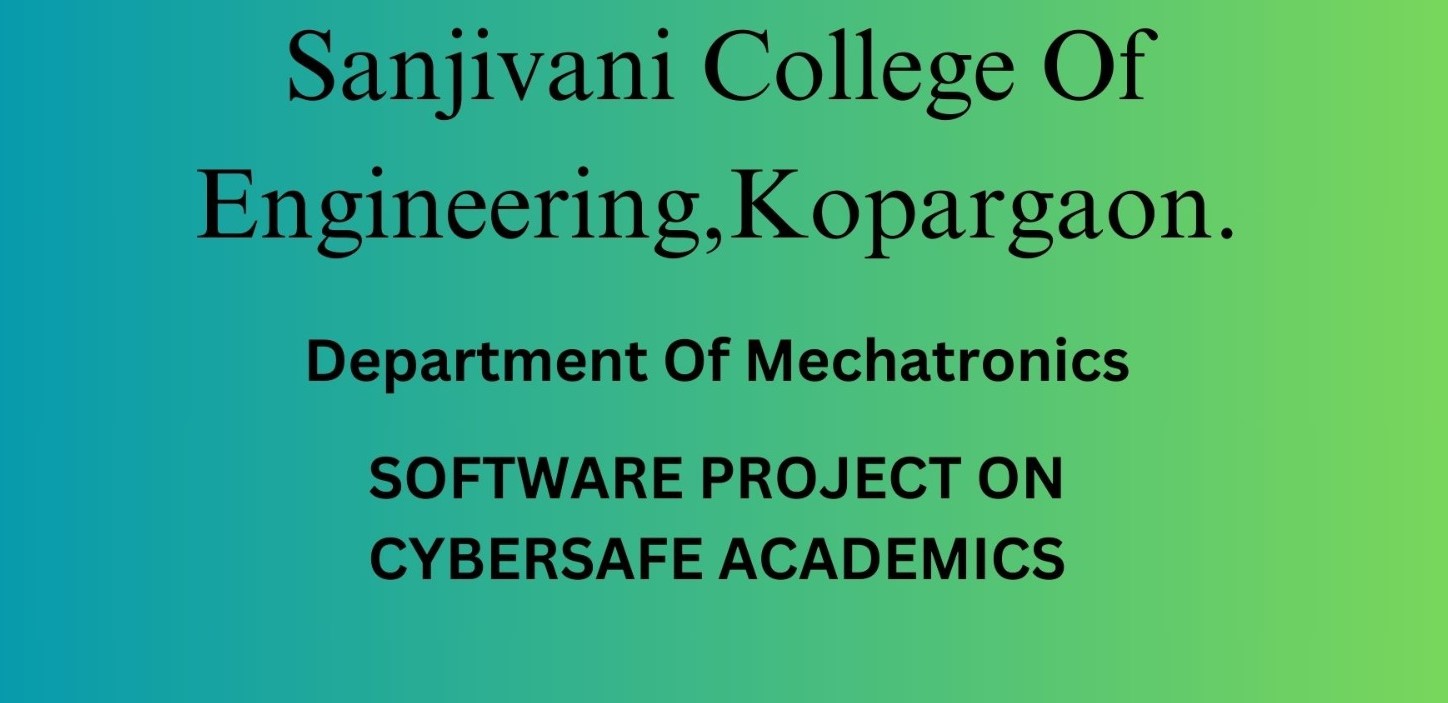 Sanjivani College Of
Engineering,Kopargaon.
Department Of Mechatronics
SOFTWARE PROJECT ON
CYBERSAFE ACADEMICS